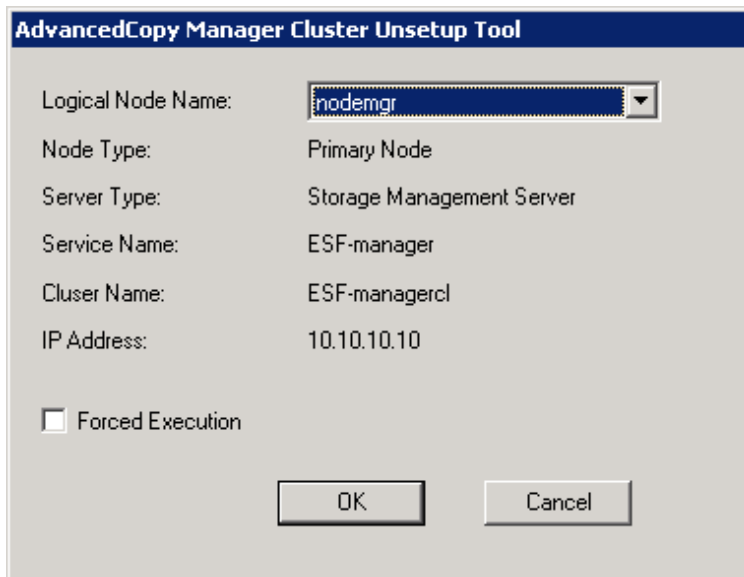 AdvancedCopy Manager Cluster Unsetup Tool
Logical Node Name: nodemgr
Node Type: Primary Node
Server Type: Storage Management Server
Service Name: ESF-manager
Cluser Name: ESF-managercl
IP Address: 10.10.10.10
Forced Execution
OK Cancel